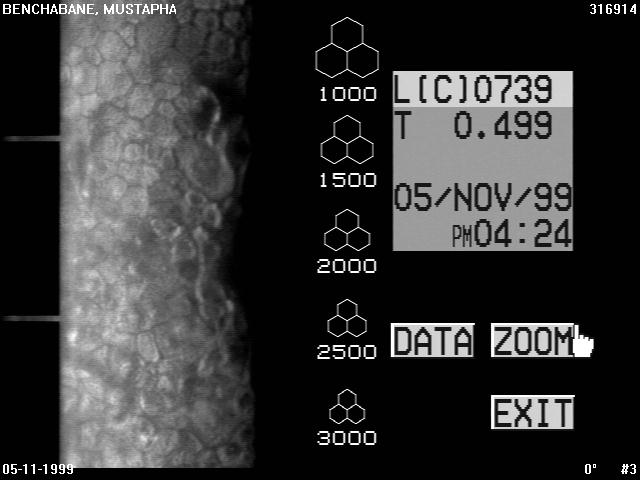 BENCHABANE, MUSTAPHA
316914
1000
L[C]0739
T 0.499
1500
05/NOV/99
PM04:24
2000
2500
DATA ZOOM
EXIT
3000
05-11-1999
0° #3